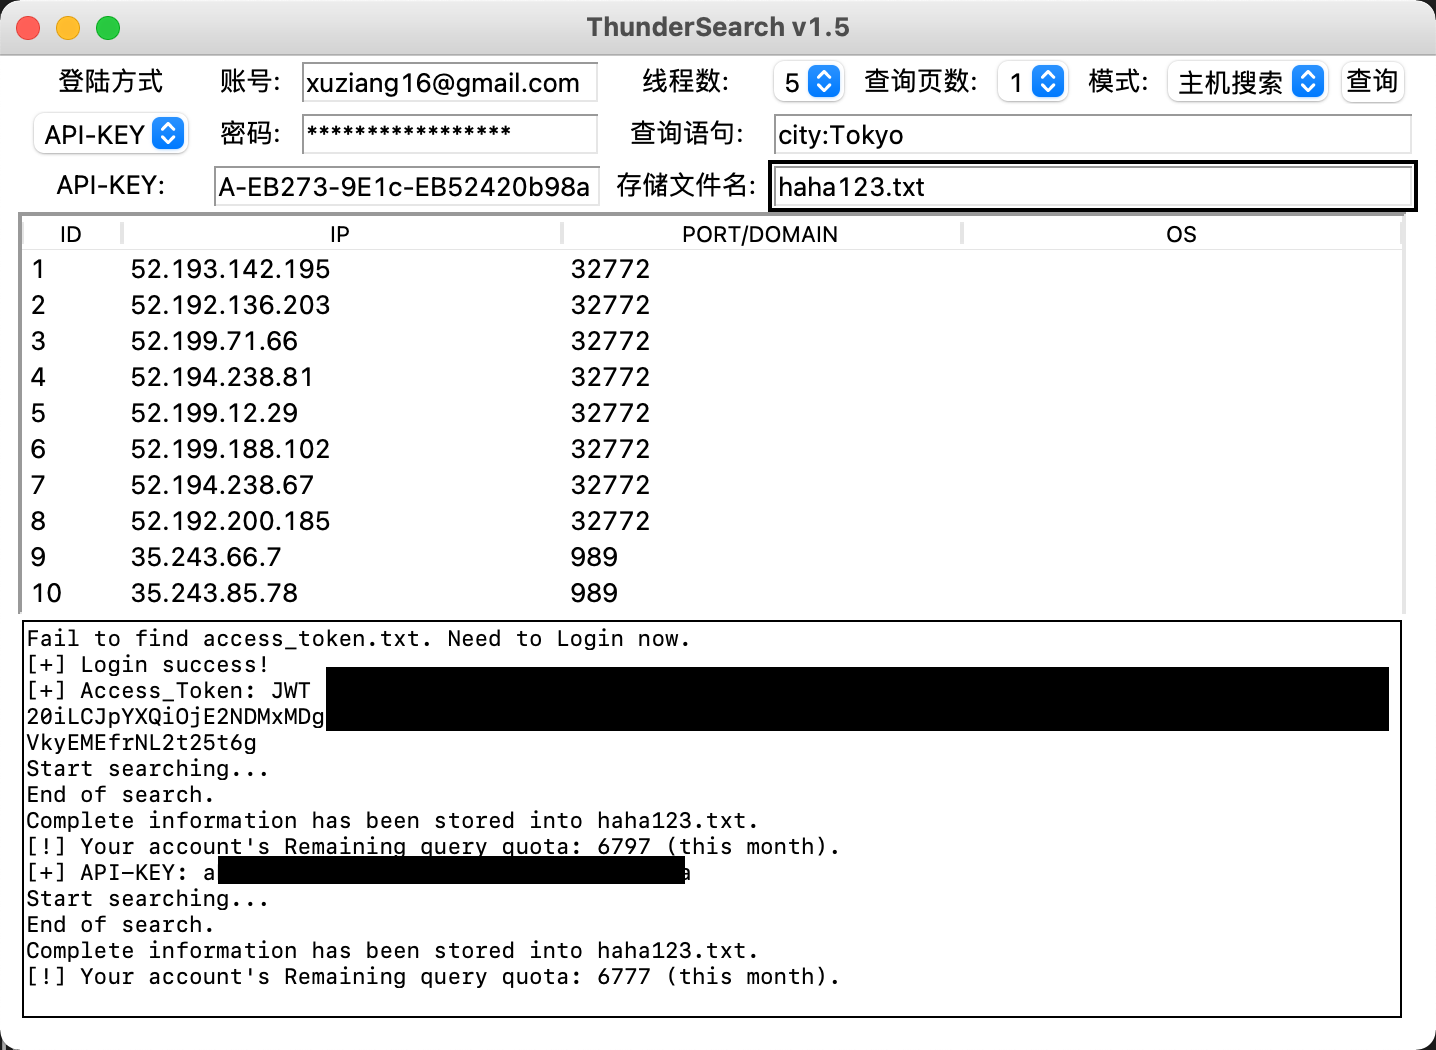 ThunderSearch v1.5
登陆方式 账号: xuziang16@gmail.com 线程数: 5 查询页数: 1 模式: 主机搜索 查询
API-KEY 密码: ***************** 查询语句: city:Tokyo
API-KEY: A-EB273-9E1c-EB52420b98a 存储文件名: haha123.txt
ID IP PORT/DOMAIN OS
1 52.193.142.195 32772
2 52.192.136.203 32772
3 52.199.71.66 32772
4 52.194.238.81 32772
5 52.199.12.29 32772
6 52.199.188.102 32772
7 52.194.238.67 32772
8 52.192.200.185 32772
9 35.243.66.7 989
10 35.243.85.78 989
Fail to find access_token.txt. Need to Login now.
[+] Login success!
[+] Access_Token: JWT
20iLCJpYXQiOjE2NDMxMDg
VkyEMEfrNL2t25t6g
Start searching...
End of search.
Complete information has been stored into haha123.txt.
[!] Your account's Remaining query quota: 6797 (this month).
[+] API-KEY: a a
Start searching...
End of search.
Complete information has been stored into haha123.txt.
[!] Your account's Remaining query quota: 6777 (this month).